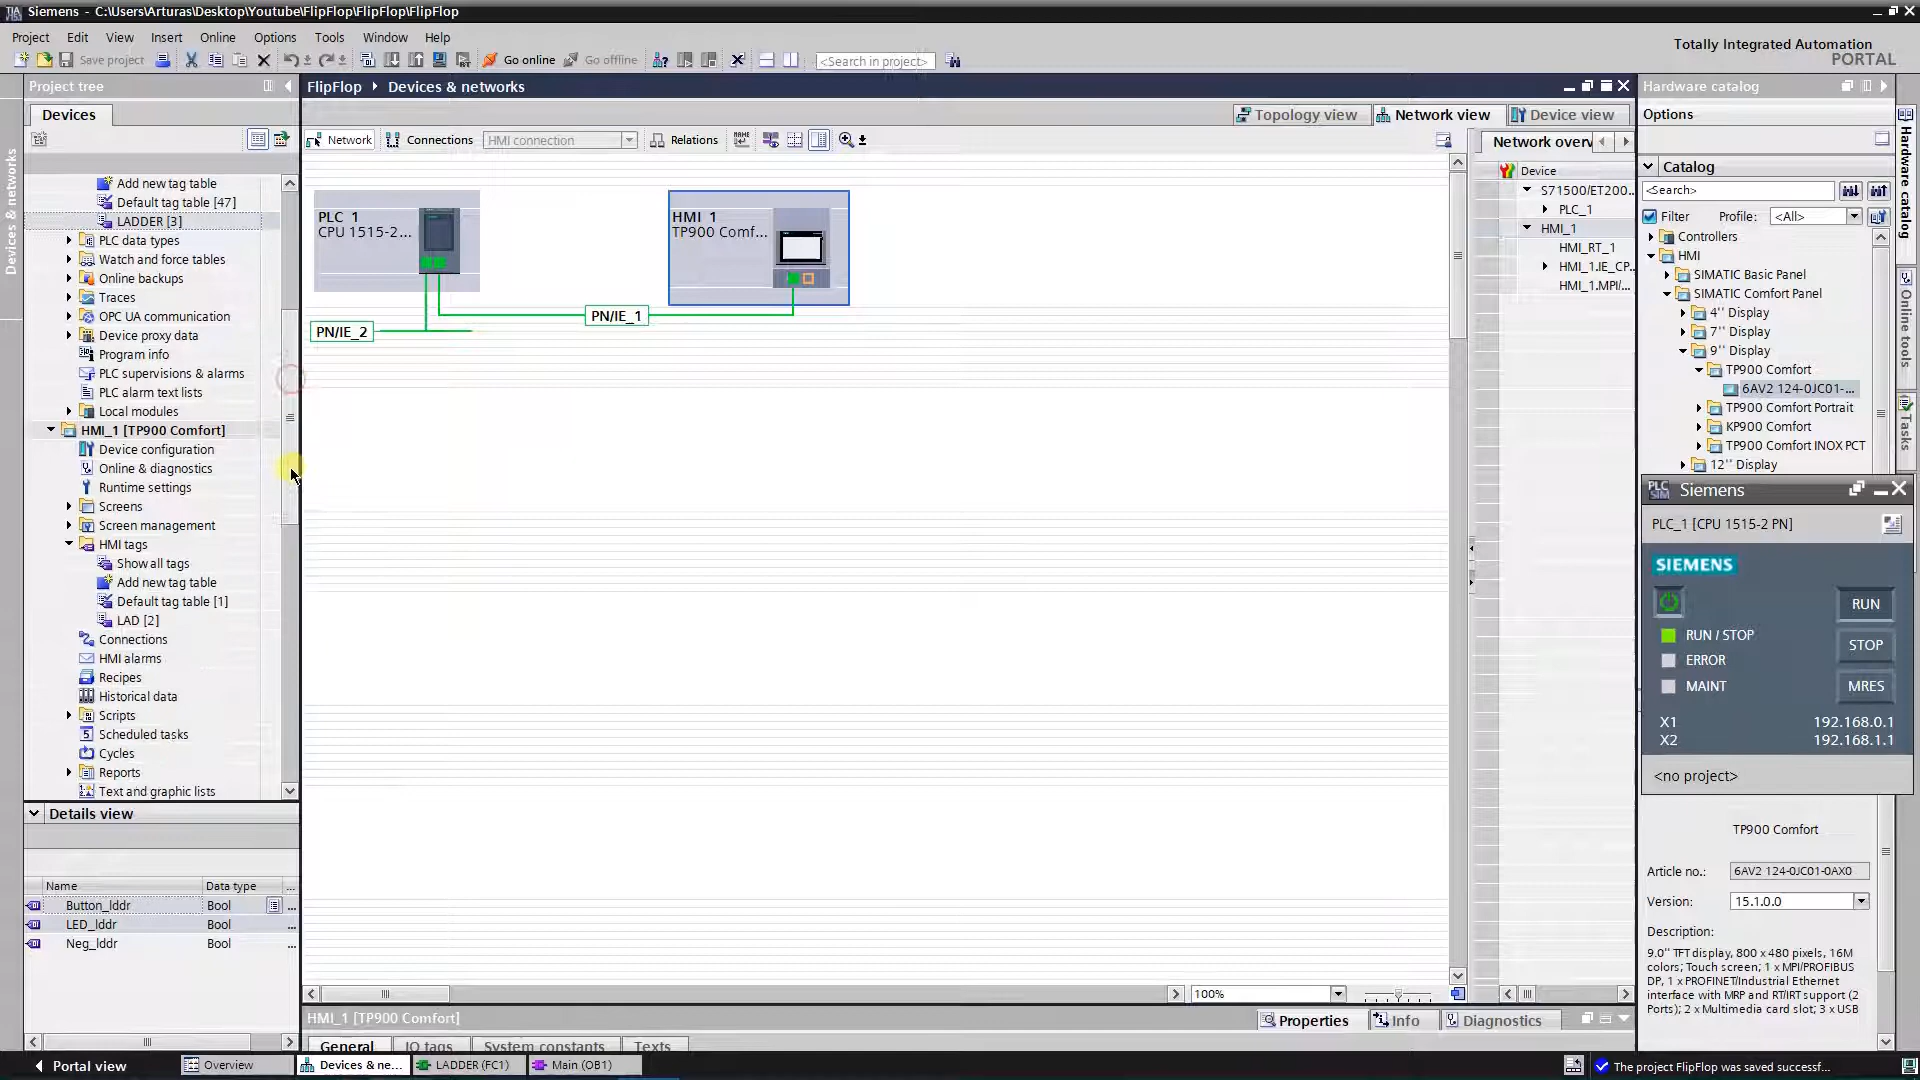 Siemens - C:\Users\Arturas\Desktop\Youtube\FlipFlop\FlipFlop\FlipFlop
Project Edit View Insert Online Options Tools Window Help
Totally Integrated Automation
PORTAL
Save project
Go online
Go offline
<Search in project>
Project tree
FlipFlop
Devices & networks
Hardware catalog
Devices
Topology view
Network view
Device view
Options
Network
Connections
HMI connection
Relations
Network overv
Devices & networks
Add new tag table
Default tag table [47]
LADDER [3]
PLC data types
Watch and force tables
Online backups
Traces
OPC UA communication
Device proxy data
Program info
PLC supervisions & alarms
PLC alarm text lists
Local modules
HMI_1 [TP900 Comfort]
Device configuration
Online & diagnostics
Runtime settings
Screens
Screen management
HMI tags
Show all tags
Add new tag table
Default tag table [1]
LAD [2]
Connections
HMI alarms
Recipes
Historical data
Scripts
Scheduled tasks
Cycles
Reports
Text and graphic lists
Details view
Name
Data type
...
Button_lddr
Bool
...
LED_lddr
Bool
...
Neg_lddr
Bool
...
PLC_1
CPU 1515-2...
HMI_1
TP900 Comf...
PN/IE_1
PN/IE_2
100%
HMI_1 [TP900 Comfort]
Properties
Info
Diagnostics
General
IO tags
System constants
Texts
Device
S71500/ET200...
PLC_1
HMI_1
HMI_RT_1
HMI_1.IE_CP...
HMI_1.MPI/...
Catalog
<Search>
Filter
Profile:
<All>
Controllers
HMI
SIMATIC Basic Panel
SIMATIC Comfort Panel
4'' Display
7'' Display
9'' Display
TP900 Comfort
6AV2 124-0JC01-...
TP900 Comfort Portrait
KP900 Comfort
TP900 Comfort INOX PCT
12'' Display
Hardware catalog
Online tools
Tasks
Siemens
PLC_1 [CPU 1515-2 PN]
SIEMENS
RUN
RUN / STOP
STOP
ERROR
MAINT
MRES
X1
192.168.0.1
X2
192.168.1.1
<no project>
TP900 Comfort
Article no.:
6AV2 124-0JC01-0AX0
Version:
15.1.0.0
Description:
9.0'' TFT display, 800 x 480 pixels, 16M
colors; Touch screen; 1 x MPI/PROFIBUS
DP, 1 x PROFINET/Industrial Ethernet
interface with MRP and RT/IRT support (2
Ports); 2 x Multimedia card slot; 3 x USB
Portal view
Overview
Devices & ne...
LADDER (FC1)
Main (OB1)
The project FlipFlop was saved successf...